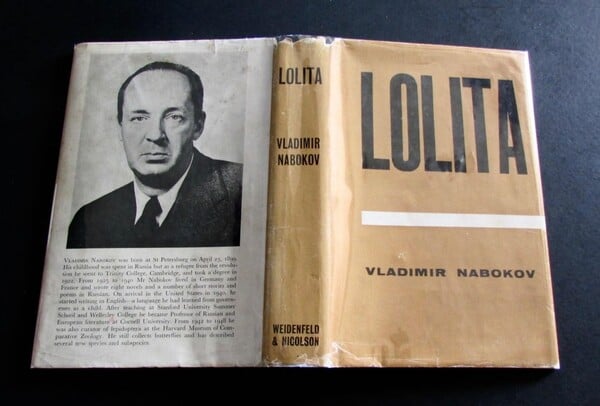 VLADIMIR NABOKOV was born at St Petersburg on April 23, 1899.
His childhood was spent in Russia but as a refugee from the revolu-
tion he went to Trinity College, Cambridge, and took a degree in
1922. From 1923 to 1940 Mr Nabokov lived in Germany and
France and wrote eight novels and a number of short stories and
poems in Russian. On arrival in the United States in 1940, he
started writing in English—a language he had learned from govern-
esses as a child. After teaching at Stanford University Summer
School and Wellesley College he became Professor of Russian and
European literature at Cornell University. From 1942 to 1948 he
was also curator of lepidoptera at the Harvard Museum of Com-
parative Zoology. He still collects butterflies and has described
several new species and subspecies.
LOLITA
VLADIMIR
NABOKOV
WEIDENFELD
& NICOLSON
LOLITA
VLADIMIR NABOKOV